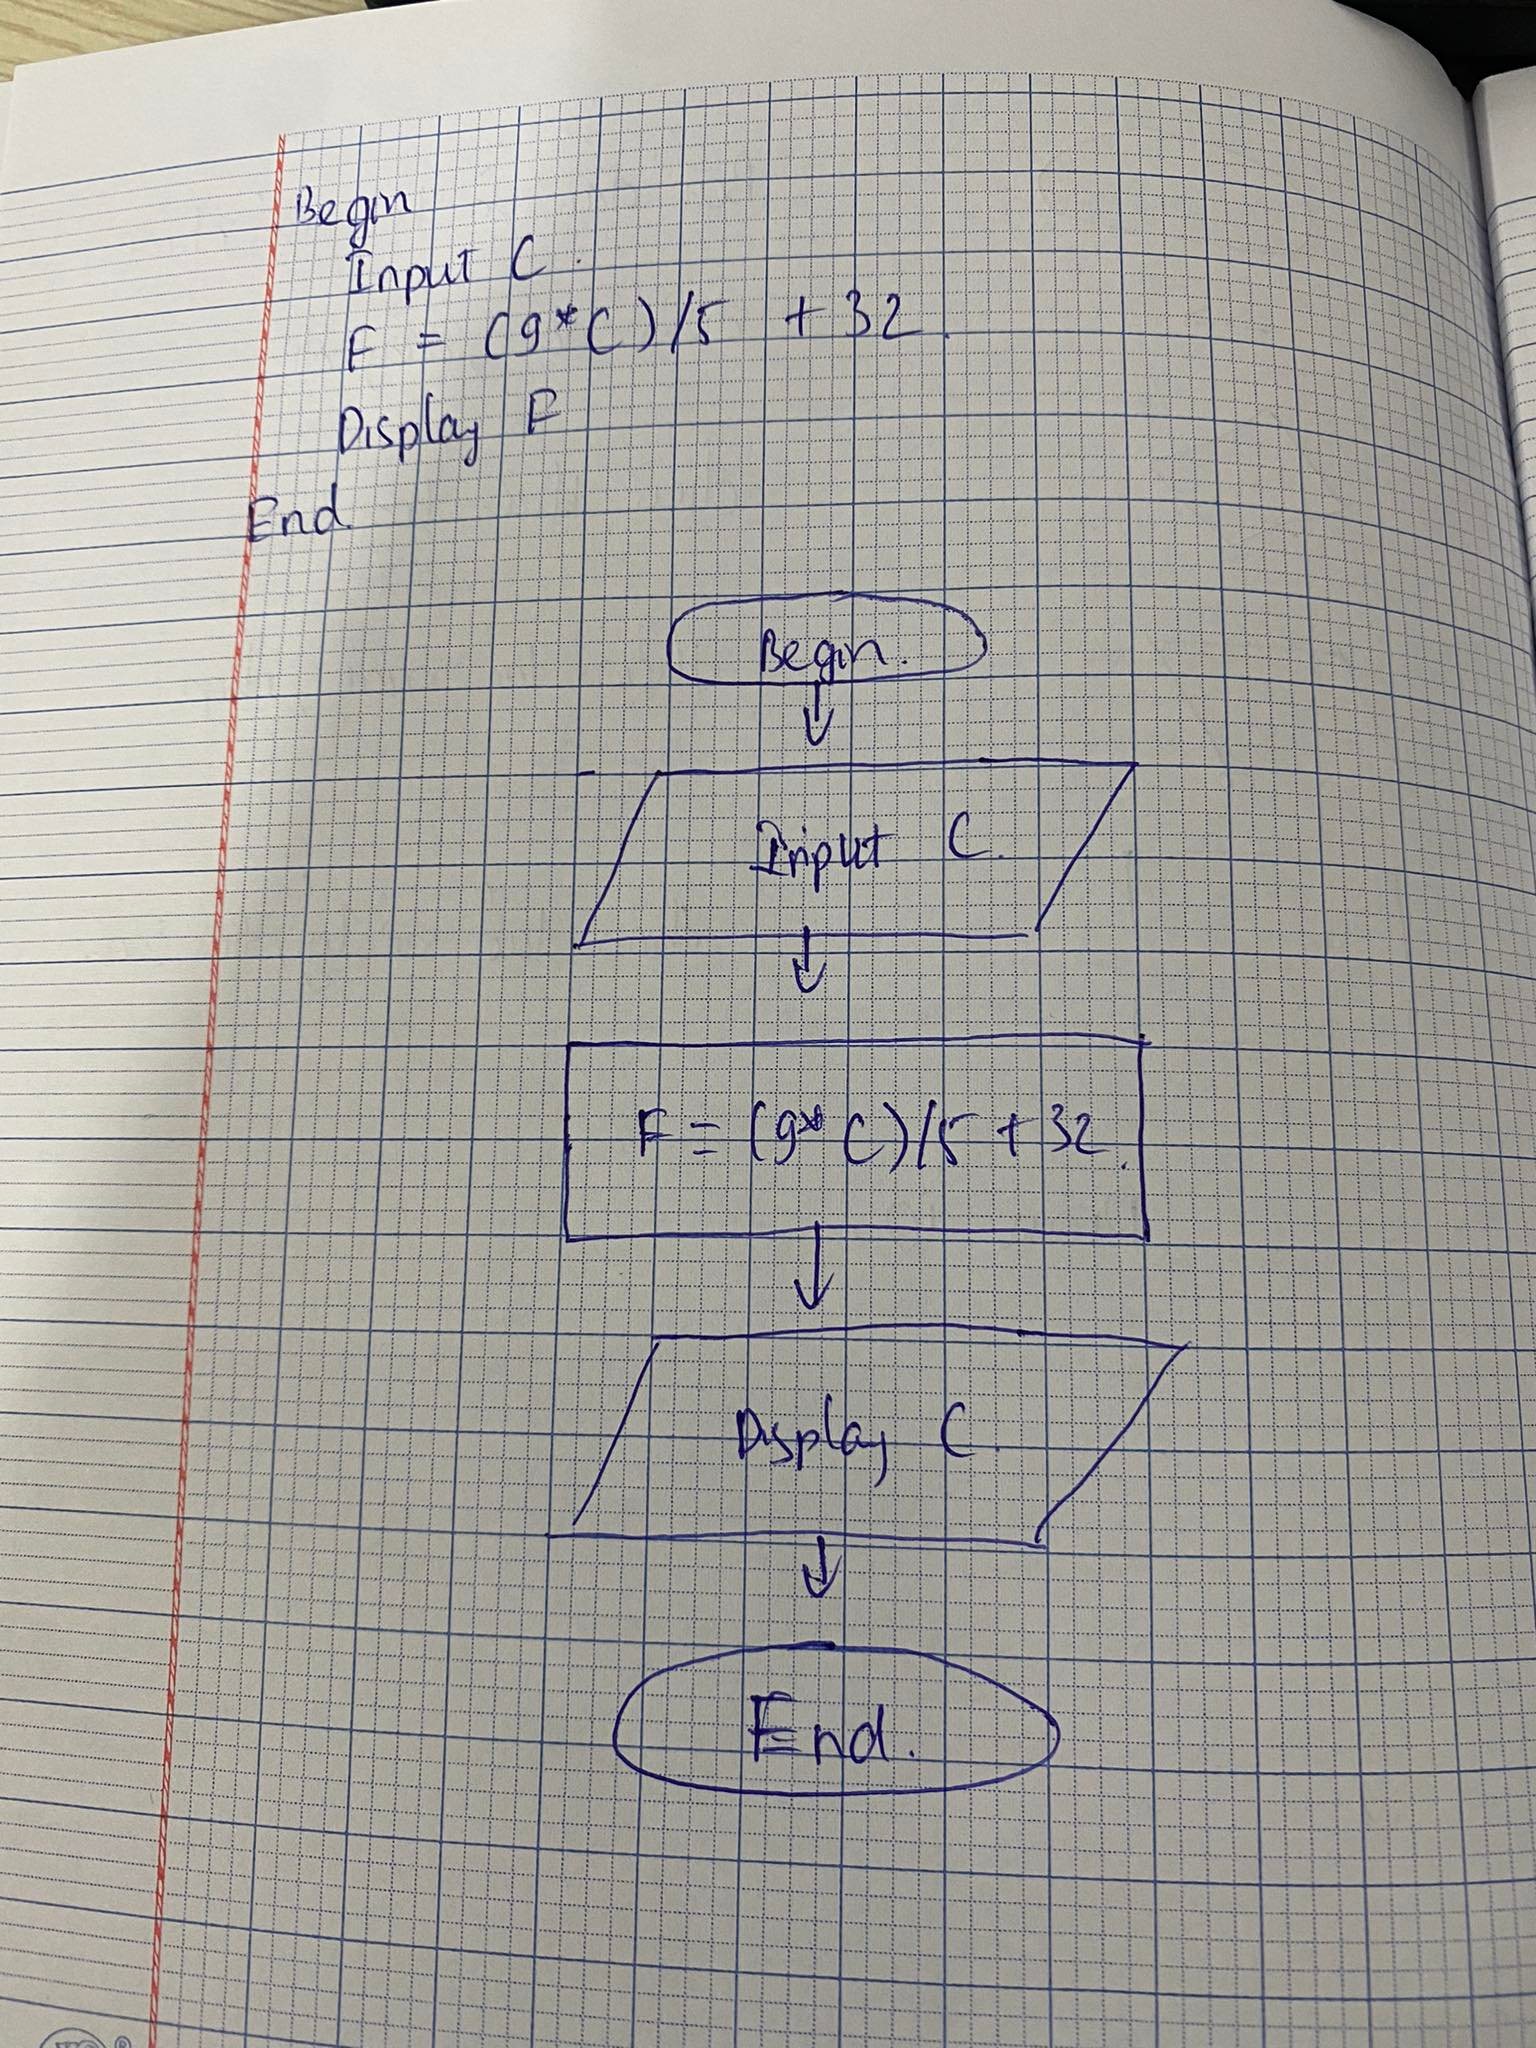 Begin
Input C.
F = (9*C)/5 + 32.
Display F
End
Begin.
Input C.
F = (9* C)/5 + 32.
Display C.
End.